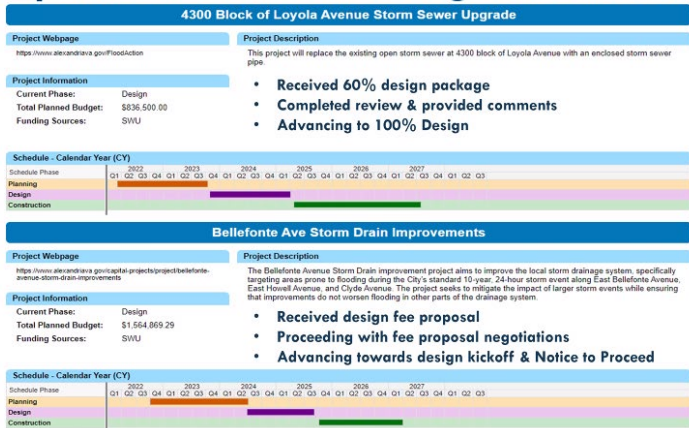 4300 Block of Loyola Avenue Storm Sewer Upgrade
Project Webpage
https://www.alexandriava.gov/FloodAction
Project Description
This project will replace the existing open storm sewer at 4300 block of Loyola Avenue with an enclosed storm sewer
pipe.
Project Information
Current Phase: Design
Total Planned Budget: $836,500.00
Funding Sources: SWU
• Received 60% design package
• Completed review & provided comments
• Advancing to 100% Design
Schedule - Calendar Year (CY)
2022 2023 2024 2025 2026 2027
Schedule Phase Q1 Q2 Q3 Q4 Q1 Q2 Q3 Q4 Q1 Q2 Q3 Q4 Q1 Q2 Q3 Q4 Q1 Q2 Q3 Q4 Q1 Q2 Q3
Planning
Design
Construction
Bellefonte Ave Storm Drain Improvements
Project Webpage
https://www.alexandriava.gov/capital-projects/project/bellefonte-
avenue-storm-drain-improvements
Project Description
The Bellefonte Avenue Storm Drain improvement project aims to improve the local storm drainage system, specifically
targeting areas prone to flooding during the City's standard 10-year, 24-hour storm event along East Bellefonte Avenue,
East Howell Avenue, and Clyde Avenue. The project seeks to mitigate the impact of larger storm events while ensuring
that improvements do not worsen flooding in other parts of the drainage system.
Project Information
Current Phase: Design
Total Planned Budget: $1,564,869.29
Funding Sources: SWU
• Received design fee proposal
• Proceeding with fee proposal negotiations
• Advancing towards design kickoff & Notice to Proceed
Schedule - Calendar Year (CY)
2022 2023 2024 2025 2026 2027
Schedule Phase Q1 Q2 Q3 Q4 Q1 Q2 Q3 Q4 Q1 Q2 Q3 Q4 Q1 Q2 Q3 Q4 Q1 Q2 Q3 Q4 Q1 Q2 Q3
Planning
Design
Construction